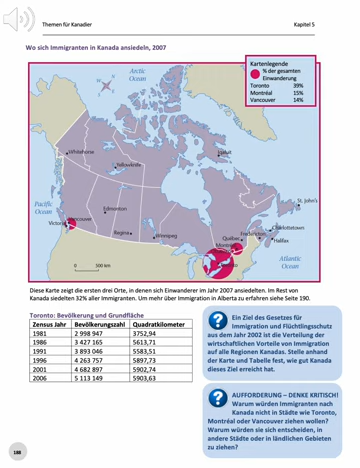 Themen für Kanadier
Kapitel 5
Wo sich Immigranten in Kanada ansiedeln, 2007
Kartenlegende
% der gesamten
Einwanderung
Toronto 39%
Montréal 15%
Vancouver 14%
Arctic
Ocean
Whitehorse
Yellowknife
Iqaluit
Pacific
Ocean
Edmonton
Vancouver
Victoria
Regina
Winnipeg
St. John's
Charlottetown
Québec
Fredericton
Halifax
Montréal
Atlantic
Ocean
0 500 km
Diese Karte zeigt die ersten drei Orte, in denen sich Einwanderer im Jahr 2007 ansiedelten. Im Rest von
Kanada siedelten 32% aller Immigranten. Um mehr über Immigration in Alberta zu erfahren siehe Seite 190.
Toronto: Bevölkerung und Grundfläche
Zensus Jahr Bevölkerungszahl Quadratkilometer
1981 2 998 947 3752,94
1986 3 427 165 5613,71
1991 3 893 046 5583,51
1996 4 263 757 5897,73
2001 4 682 897 5902,74
2006 5 113 149 5903,63
Ein Ziel des Gesetzes für
Immigration und Flüchtlingsschutz
aus dem Jahr 2002 ist die Verteilung der
wirtschaftlichen Vorteile von Immigration
auf alle Regionen Kanadas. Stelle anhand
der Karte und Tabelle fest, wie gut Kanada
dieses Ziel erreicht hat.
AUFFORDERUNG – DENKE KRITISCH!
Warum würden Immigranten nach
Kanada nicht in Städte wie Toronto,
Montréal oder Vancouver ziehen wollen?
Warum würden sie sich entscheiden, in
andere Städte oder in ländlichen Gebieten
zu ziehen?
188